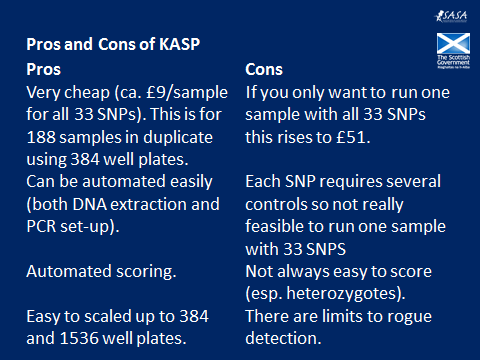 SASA
The Scottish
Government
Pros and Cons of KASP
Pros
Very cheap (ca. £9/sample
for all 33 SNPs). This is for
188 samples in duplicate
using 384 well plates.
Can be automated easily
(both DNA extraction and
PCR set-up).
Automated scoring.
Easy to scaled up to 384
and 1536 well plates.
Cons
If you only want to run one
sample with all 33 SNPs
this rises to £51.
Each SNP requires several
controls so not really
feasible to run one sample
with 33 SNPS
Not always easy to score
(esp. heterozygotes).
There are limits to rogue
detection.